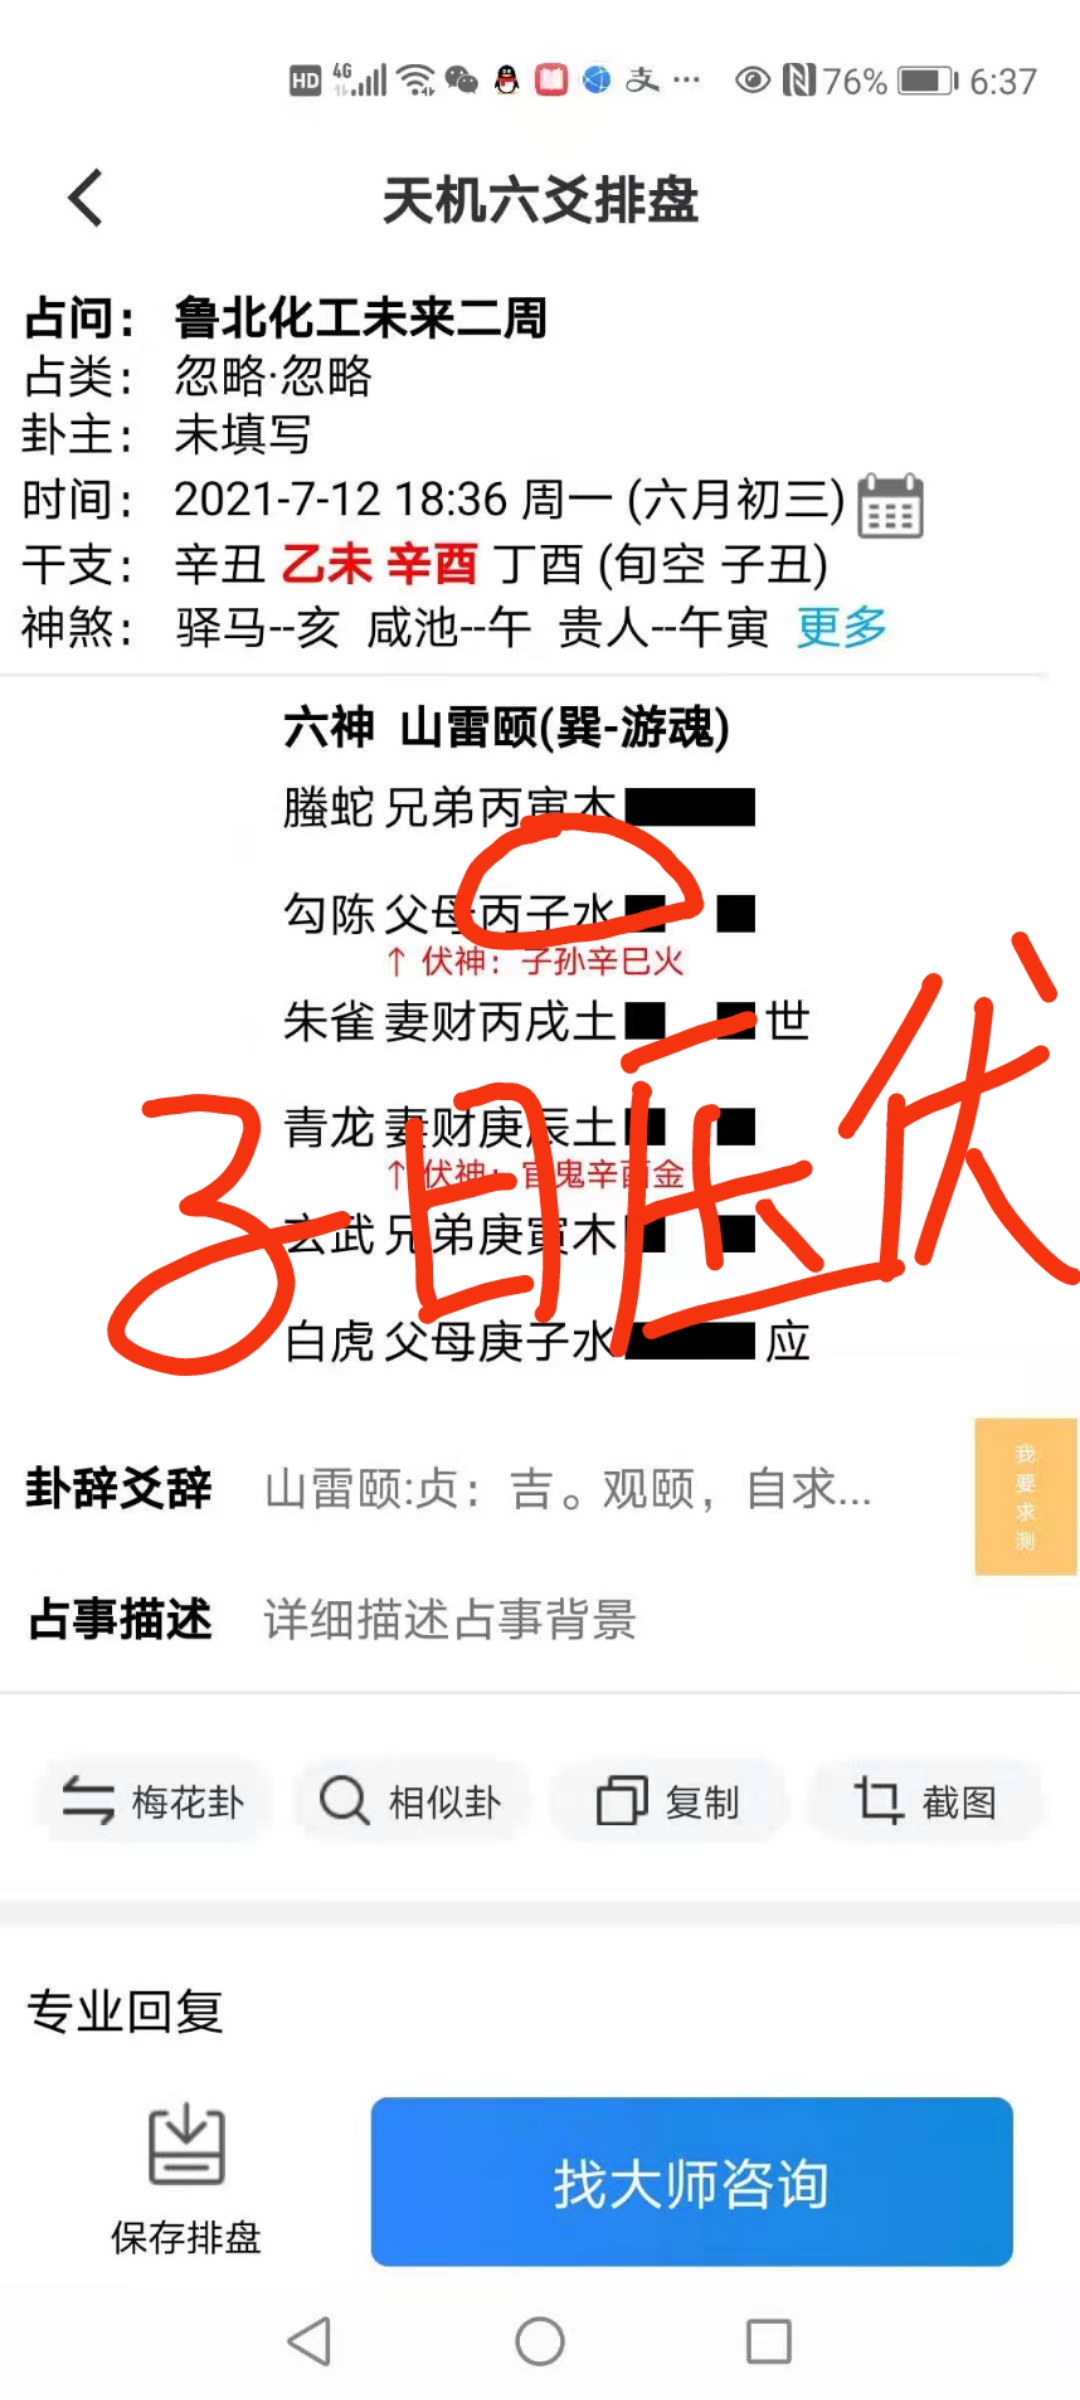 HD 4G 支 ... 76% 6:37
天机六爻排盘
占问： 鲁北化工未来二周
占类： 忽略·忽略
卦主： 未填写
时间： 2021-7-12 18:36 周一 (六月初三)
干支： 辛丑 乙未 辛酉 丁酉 (旬空 子丑)
神煞： 驿马--亥 咸池--午 贵人--午寅 更多
六神 山雷颐(巽-游魂)
螣蛇 兄弟丙寅木
勾陈 父母丙子水
↑ 伏神：子孙辛巳火
朱雀 妻财丙戌土 世
青龙 妻财庚辰土
↑ 伏神：官鬼辛酉金
玄武 兄弟庚寅木
白虎 父母庚子水 应
子日压伏
卦辞爻辞 山雷颐:贞：吉。观颐，自求...
我要求测
占事描述 详细描述占事背景
梅花卦 相似卦 复制 截图
专业回复
保存排盘 找大师咨询